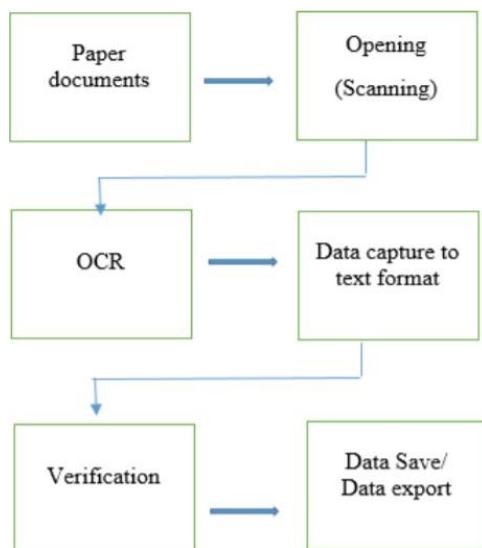 Paper
documents
Opening
(Scanning)
OCR
Data capture to
text format
Verification
Data Save/
Data export